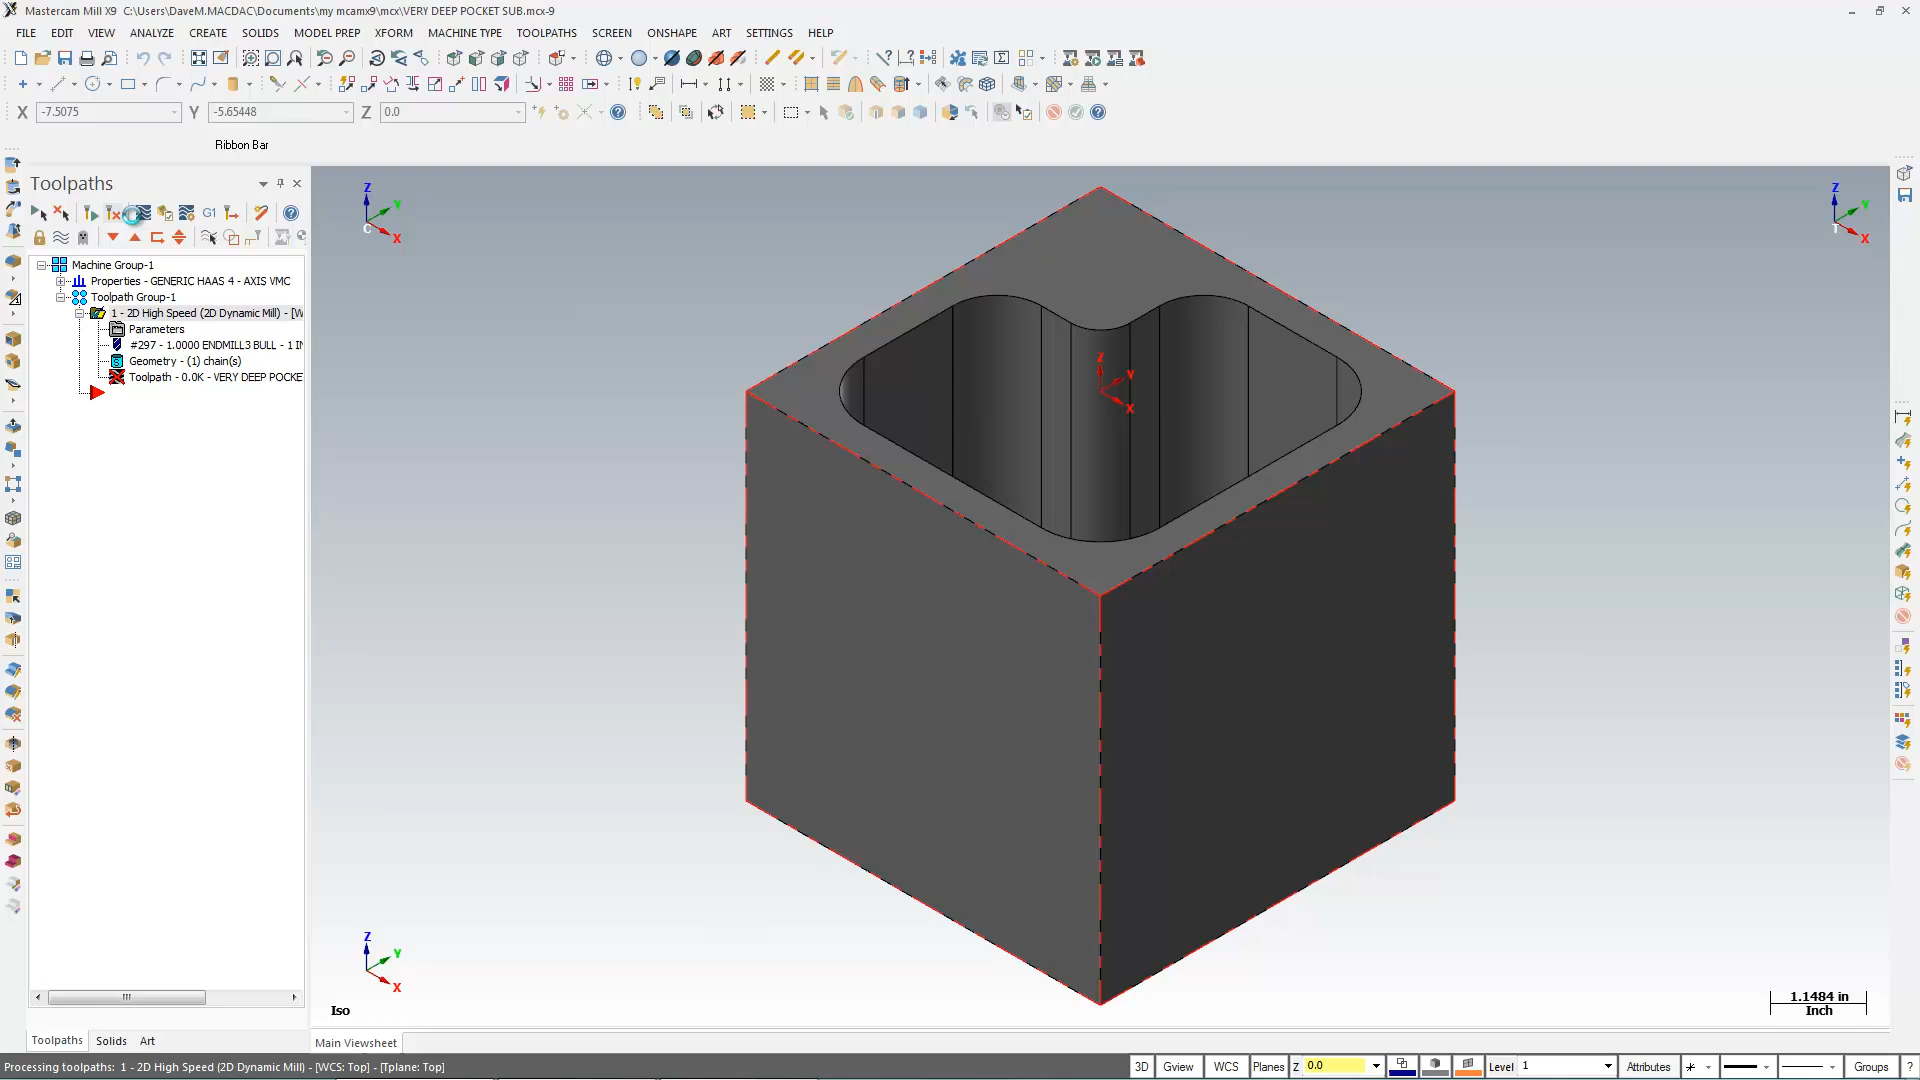 Mastercam Mill X9 C:\Users\DaveM.MACDAC\Documents\my mcamx9\mcx\VERY DEEP POCKET SUB.mcx-9
FILE EDIT VIEW ANALYZE CREATE SOLIDS MODEL PREP XFORM MACHINE TYPE TOOLPATHS SCREEN ONSHAPE ART SETTINGS HELP
X -7.5075 Y -5.65448 Z 0.0
Ribbon Bar
Toolpaths
G1
Machine Group-1
Properties - GENERIC HAAS 4 - AXIS VMC
Toolpath Group-1
1 - 2D High Speed (2D Dynamic Mill) - [W
Parameters
#297 - 1.0000 ENDMILL3 BULL - 1 IN
Geometry - (1) chain(s)
Toolpath - 0.0K - VERY DEEP POCKE
Z Y X C
Z Y X T
Z Y X
Z Y X
Iso
1.1484 in
Inch
Toolpaths Solids Art
Main Viewsheet
Processing toolpaths: 1 - 2D High Speed (2D Dynamic Mill) - [WCS: Top] - [Tplane: Top]
3D Gview WCS Planes Z 0.0 Level 1 Attributes Groups ?